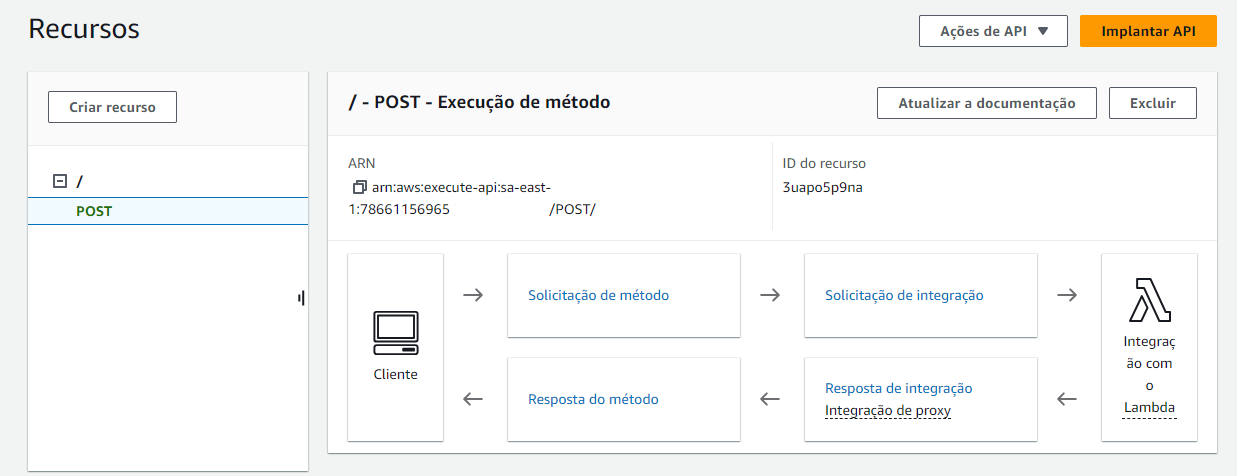 Recursos
Ações de API
Implantar API
Criar recurso
/
POST
/ - POST - Execução de método
Atualizar a documentação
Excluir
ARN
arn:aws:execute-api:sa-east-
1:78661156965 /POST/
ID do recurso
3uapo5p9na
Cliente
Solicitação de método
Solicitação de integração
Resposta do método
Resposta de integração
Integração de proxy
Integraç
ão com
o
Lambda